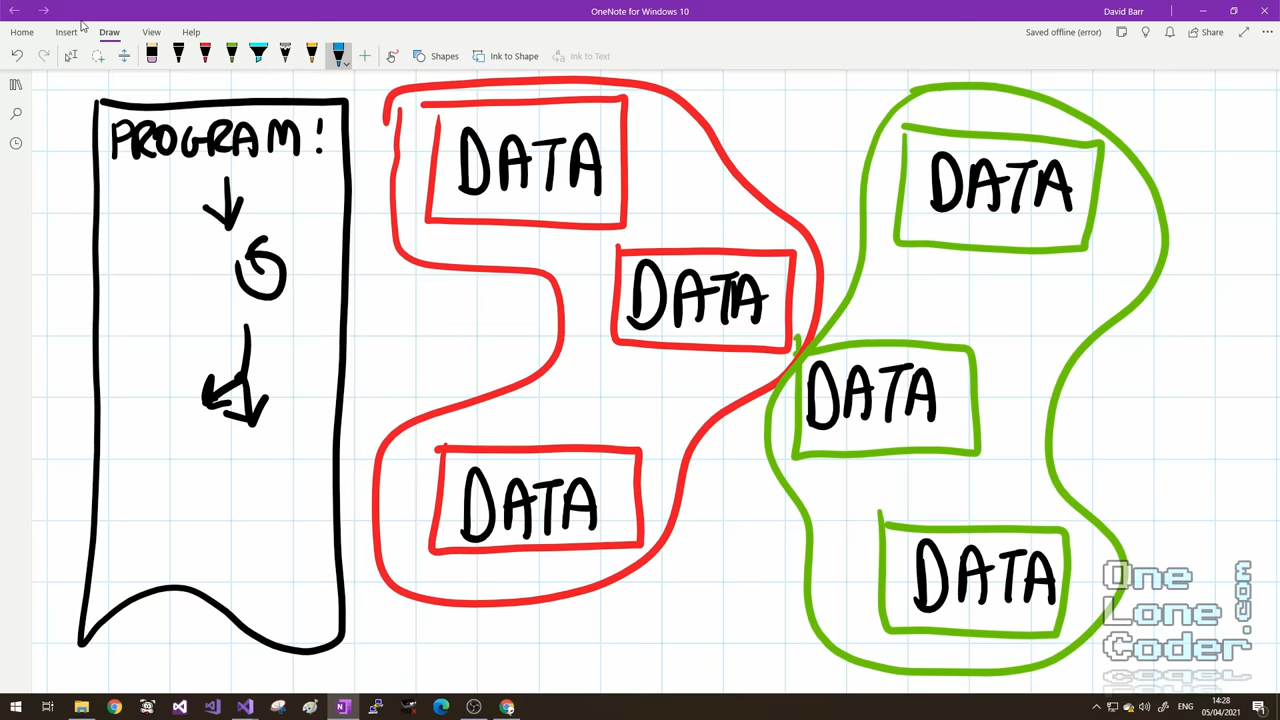 OneNote for Windows 10
David Barr
Home
Insert
Draw
View
Help
Saved offline (error)
Share
Shapes
Ink to Shape
Ink to Text
PROGRAM!
DATA
DATA
DATA
DATA
DATA
DATA
One
Lone
Coder
.com
ENG
14:28
05/04/2021